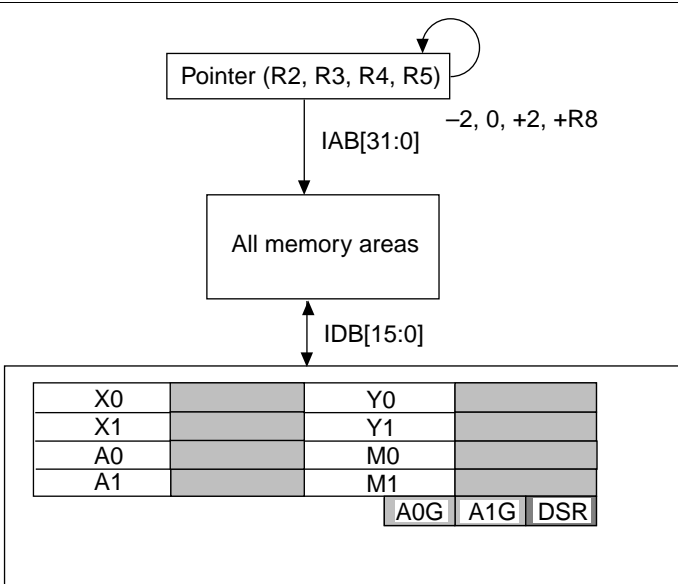 Pointer (R2, R3, R4, R5)
–2, 0, +2, +R8
IAB[31:0]
All memory areas
IDB[15:0]
X0 Y0
X1 Y1
A0 M0
A1 M1
A0G A1G DSR